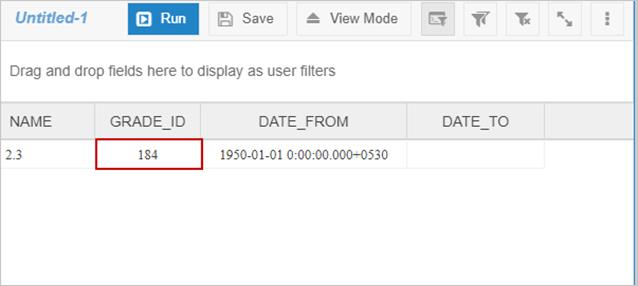 Untitled-1 Run Save View Mode
Drag and drop fields here to display as user filters
NAME GRADE_ID DATE_FROM DATE_TO
2.3 184 1950-01-01 0:00:00.000+0530